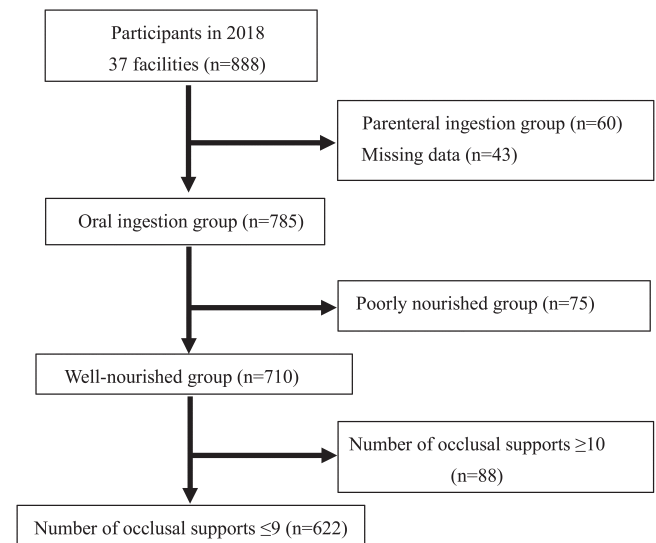 Participants in 2018
37 facilities (n=888)
Parenteral ingestion group (n=60)
Missing data (n=43)
Oral ingestion group (n=785)
Poorly nourished group (n=75)
Well-nourished group (n=710)
Number of occlusal supports ≥10
(n=88)
Number of occlusal supports ≤9 (n=622)